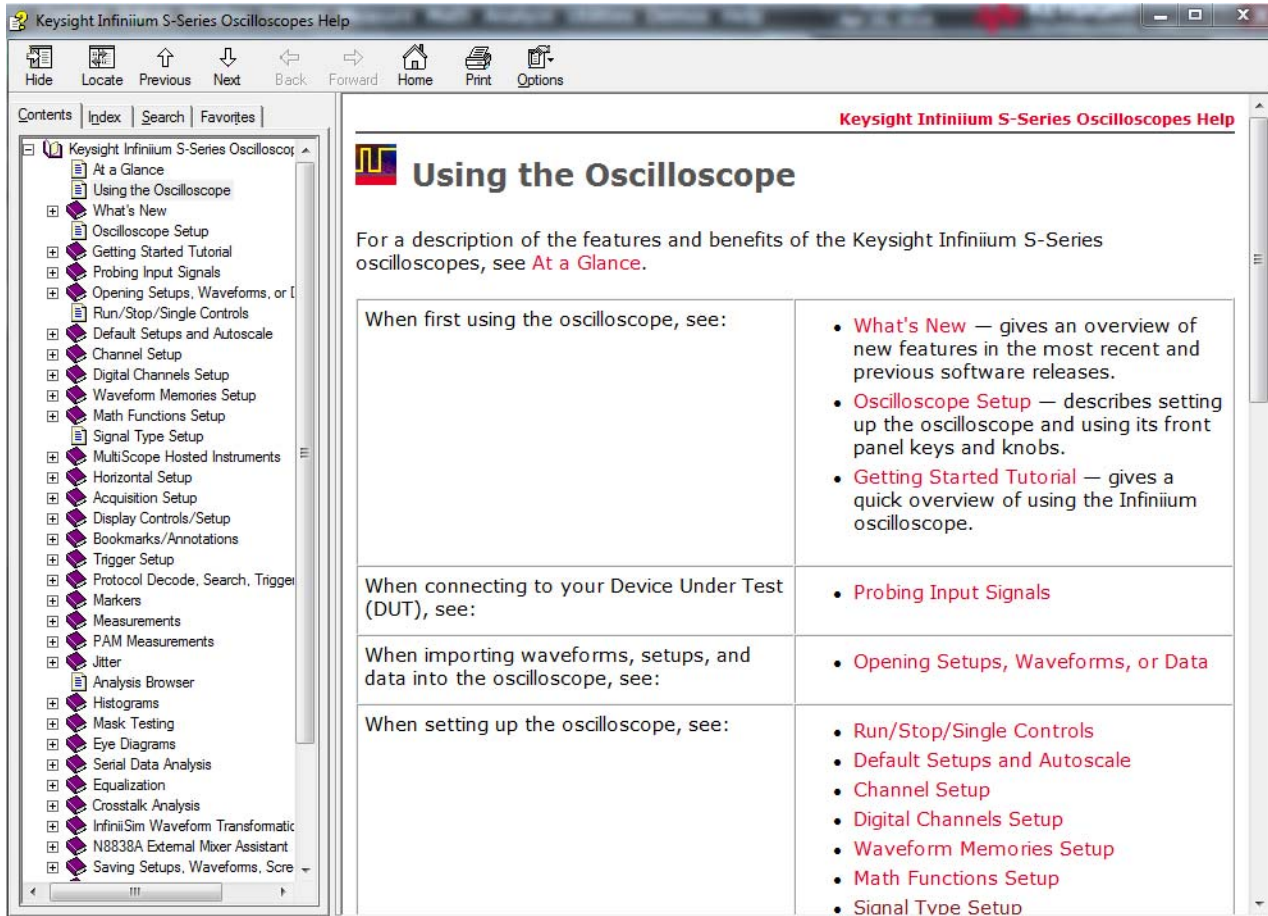 Keysight Infiniium S-Series Oscilloscopes Help
Hide Locate Previous Next Back Forward Home Print Options
Contents Index Search Favorites
Keysight Infiniium S-Series Oscilloscop
At a Glance
Using the Oscilloscope
What's New
Oscilloscope Setup
Getting Started Tutorial
Probing Input Signals
Opening Setups, Waveforms, or D
Run/Stop/Single Controls
Default Setups and Autoscale
Channel Setup
Digital Channels Setup
Waveform Memories Setup
Math Functions Setup
Signal Type Setup
MultiScope Hosted Instruments
Horizontal Setup
Acquisition Setup
Display Controls/Setup
Bookmarks/Annotations
Trigger Setup
Protocol Decode, Search, Trigger
Markers
Measurements
PAM Measurements
Jitter
Analysis Browser
Histograms
Mask Testing
Eye Diagrams
Serial Data Analysis
Equalization
Crosstalk Analysis
InfiniiSim Waveform Transformatic
N8838A External Mixer Assistant
Saving Setups, Waveforms, Scre
Keysight Infiniium S-Series Oscilloscopes Help
Using the Oscilloscope
For a description of the features and benefits of the Keysight Infiniium S-Series
oscilloscopes, see At a Glance.
When first using the oscilloscope, see:
• What's New — gives an overview of
new features in the most recent and
previous software releases.
• Oscilloscope Setup — describes setting
up the oscilloscope and using its front
panel keys and knobs.
• Getting Started Tutorial — gives a
quick overview of using the Infiniium
oscilloscope.
When connecting to your Device Under Test
(DUT), see:
• Probing Input Signals
When importing waveforms, setups, and
data into the oscilloscope, see:
• Opening Setups, Waveforms, or Data
When setting up the oscilloscope, see:
• Run/Stop/Single Controls
• Default Setups and Autoscale
• Channel Setup
• Digital Channels Setup
• Waveform Memories Setup
• Math Functions Setup
• Signal Type Setup